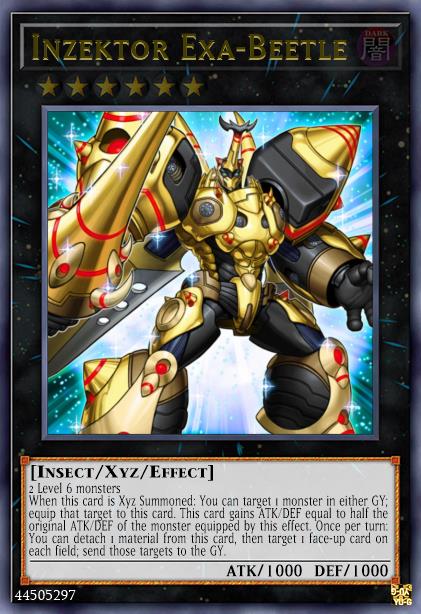 Inzektor Exa-Beetle
DARK
闇
[Insect/Xyz/Effect]
2 Level 6 monsters
When this card is Xyz Summoned: You can target 1 monster in either GY;
equip that target to this card. This card gains ATK/DEF equal to half the
original ATK/DEF of the monster equipped by this effect. Once per turn:
You can detach 1 material from this card, then target 1 face-up card on
each field; send those targets to the GY.
ATK/1000 DEF/1000
44505297